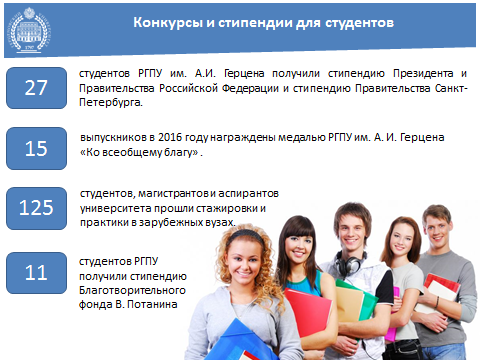 Конкурсы и стипендии для студентов
27
студентов РГПУ им. А.И. Герцена получили стипендию Президента и
Правительства Российской Федерации и стипендию Правительства Санкт-
Петербурга.
15
выпускников в 2016 году награждены медалью РГПУ им. А. И. Герцена
«Ко всеобщему благу» .
125
студентов, магистрантов и аспирантов
университета прошли стажировки и
практики в зарубежных вузах.
11
студентов РГПУ
получили стипендию
Благотворительного
фонда В. Потанина